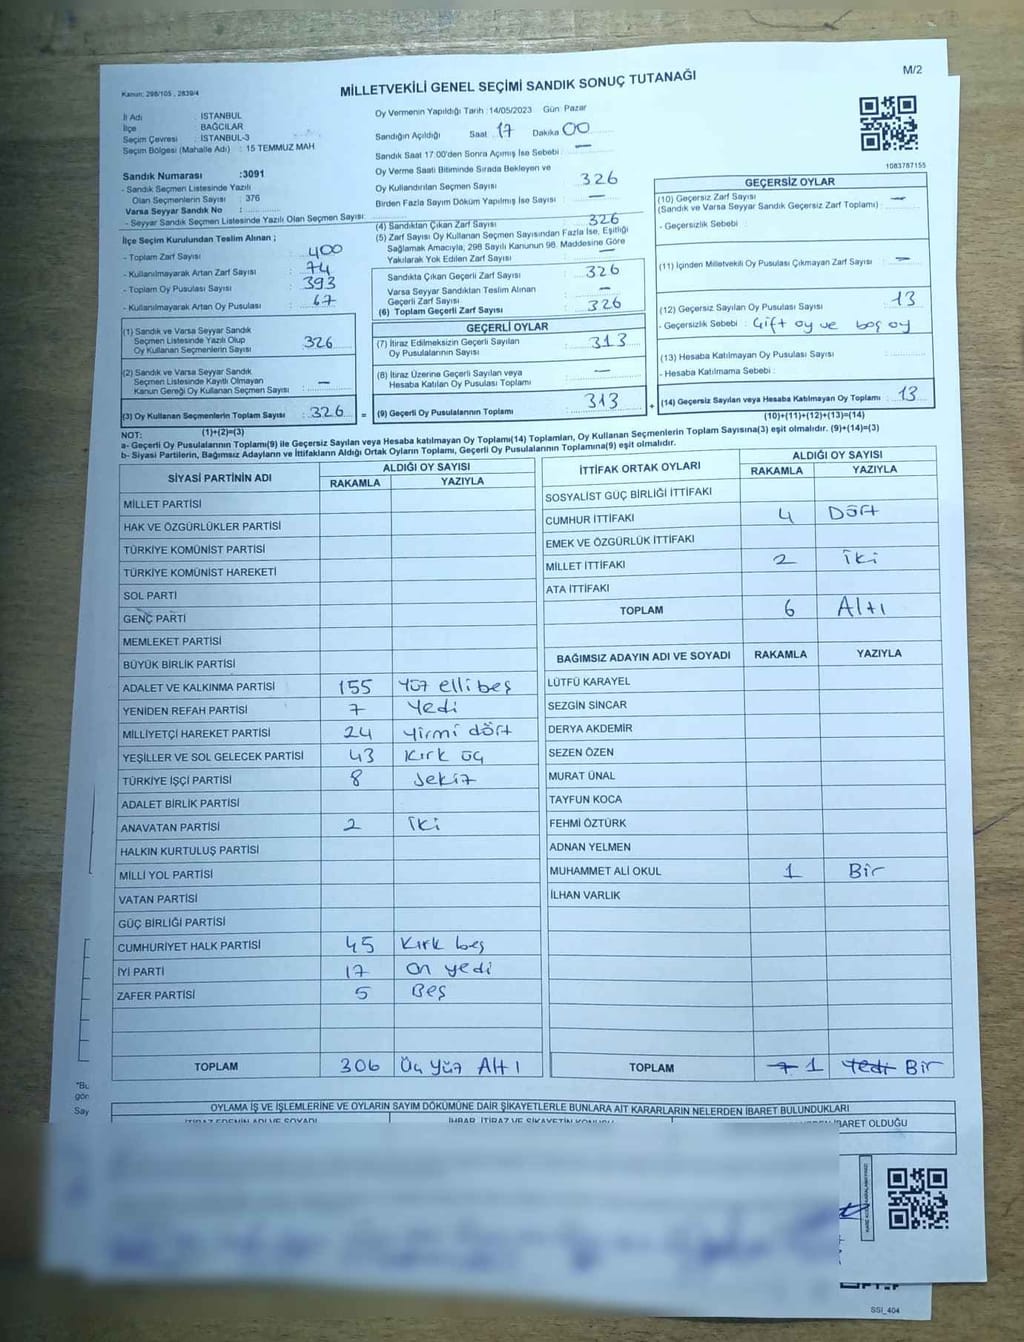 M/2
Kanun: 298/105 , 2839/4
MİLLETVEKİLİ GENEL SEÇİMİ SANDIK SONUÇ TUTANAĞI
İl Adı : İSTANBUL
İlçe : BAĞCILAR
Seçim Çevresi : İSTANBUL-3
Seçim Bölgesi (Mahalle Adı) : 15 TEMMUZ MAH
Sandık Numarası :3091
- Sandık Seçmen Listesinde Yazılı
Olan Seçmenlerin Sayısı : 376
Varsa Seyyar Sandık No :
- Seyyar Sandık Seçmen Listesinde Yazılı Olan Seçmen Sayısı:
Oy Vermenin Yapıldığı Tarih :14/05/2023 Gün Pazar
Sandığın Açıldığı Saat 17 Dakika 00
Sandık Saat 17:00'den Sonra Açımış İse Sebebi : —
Oy Verme Saati Bitiminde Sırada Bekleyen ve
Oy Kullandırılan Seçmen Sayısı 326
Birden Fazla Sayım Döküm Yapılmış İse Sayısı : —
1083787155
İlçe Seçim Kurulundan Teslim Alınan ;
- Toplam Zarf Sayısı : 400
- Kullanılmayarak Artan Zarf Sayısı : 74
- Toplam Oy Pusulası Sayısı : 393
- Kullanılmayarak Artan Oy Pusulası : 67
(1) Sandık ve Varsa Seyyar Sandık
Seçmen Listesinde Yazılı Olup
Oy Kullanan Seçmenlerin Sayısı : 326
(2) Sandık ve Varsa Seyyar Sandık
Seçmen Listesinde Kayıtlı Olmayan
Kanun Gereği Oy Kullanan Seçmen Sayısı : —
(3) Oy Kullanan Seçmenlerin Toplam Sayısı : 326 =
(1)+(2)=(3)
(4) Sandıktan Çıkan Zarf Sayısı : 326
(5) Zarf Sayısı Oy Kullanan Seçmen Sayısından Fazla İse, Eşitliği
Sağlamak Amacıyla, 298 Sayılı Kanunun 98. Maddesine Göre
Yakılarak Yok Edilen Zarf Sayısı : —
Sandıkta Çıkan Geçerli Zarf Sayısı : 326
Varsa Seyyar Sandıktan Teslim Alınan
Geçerli Zarf Sayısı : —
(6) Toplam Geçerli Zarf Sayısı : 326
GEÇERLİ OYLAR
(7) İtiraz Edilmeksizin Geçerli Sayılan
Oy Pusulalarının Sayısı : 313
(8) İtiraz Üzerine Geçerli Sayılan veya
Hesaba Katılan Oy Pusulası Toplamı : —
(9) Geçerli Oy Pusulalarının Toplamı : 313 +
GEÇERSİZ OYLAR
(10) Geçersiz Zarf Sayısı
(Sandık ve Varsa Seyyar Sandık Geçersiz Zarf Toplamı) : —
- Geçersizlik Sebebi :
(11) İçinden Milletvekili Oy Pusulası Çıkmayan Zarf Sayısı : —
(12) Geçersiz Sayılan Oy Pusulası Sayısı : 13
- Geçersizlik Sebebi : Çift oy ve boş oy
(13) Hesaba Katılmayan Oy Pusulası Sayısı :
- Hesaba Katılmama Sebebi :
(14) Geçersiz Sayılan veya Hesaba Katılmayan Oy Toplamı : 13
(10)+(11)+(12)+(13)=(14)
NOT:
a- Geçerli Oy Pusulalarının Toplamı(9) ile Geçersiz Sayılan veya Hesaba katılmayan Oy Toplamı(14) Toplamları, Oy Kullanan Seçmenlerin Toplam Sayısına(3) eşit olmalıdır. (9)+(14)=(3)
b- Siyasi Partilerin, Bağımsız Adayların ve İttifakların Aldığı Ortak Oyların Toplamı, Geçerli Oy Pusulalarının Toplamına(9) eşit olmalıdır.
SİYASİ PARTİNİN ADI ALDIĞI OY SAYISI
RAKAMLA YAZIYLA
MİLLET PARTİSİ
HAK VE ÖZGÜRLÜKLER PARTİSİ
TÜRKİYE KOMÜNİST PARTİSİ
TÜRKİYE KOMÜNİST HAREKETİ
SOL PARTİ
GENÇ PARTİ
MEMLEKET PARTİSİ
BÜYÜK BİRLİK PARTİSİ
ADALET VE KALKINMA PARTİSİ 155 Yüz elli beş
YENİDEN REFAH PARTİSİ 7 Yedi
MİLLİYETÇİ HAREKET PARTİSİ 24 Yirmi dört
YEŞİLLER VE SOL GELECEK PARTİSİ 43 Kırk üç
TÜRKİYE İŞÇİ PARTİSİ 8 Sekiz
ADALET BİRLİK PARTİSİ
ANAVATAN PARTİSİ 2 İki
HALKIN KURTULUŞ PARTİSİ
MİLLİ YOL PARTİSİ
VATAN PARTİSİ
GÜÇ BİRLİĞİ PARTİSİ
CUMHURİYET HALK PARTİSİ 45 Kırk beş
İYİ PARTİ 17 On yedi
ZAFER PARTİSİ 5 Beş
TOPLAM 306 Üç Yüz Altı
İTTİFAK ORTAK OYLARI ALDIĞI OY SAYISI
RAKAMLA YAZIYLA
SOSYALİST GÜÇ BİRLİĞİ İTTİFAKI
CUMHUR İTTİFAKI 4 Dört
EMEK VE ÖZGÜRLÜK İTTİFAKI
MİLLET İTTİFAKI 2 İki
ATA İTTİFAKI
TOPLAM 6 Altı
BAĞIMSIZ ADAYIN ADI VE SOYADI RAKAMLA YAZIYLA
LÜTFÜ KARAYEL
SEZGİN SİNCAR
DERYA AKDEMİR
SEZEN ÖZEN
MURAT ÜNAL
TAYFUN KOCA
FEHMİ ÖZTÜRK
ADNAN YELMEN
MUHAMMET ALİ OKUL 1 Bir
İLHAN VARLIK
TOPLAM 7 1 Yedi Bir
"Bu
gön
Say
OYLAMA İŞ VE İŞLEMLERİNE VE OYLARIN SAYIM DÖKÜMÜNE DAİR ŞİKAYETLERLE BUNLARA AİT KARARLARIN NELERDEN İBARET BULUNDUKLARI
İTİRAZ EDENİN ADI VE SOYADI İHBAR, İTİRAZ VE ŞİKAYETİN KONUSU İBARET OLDUĞU
SSİ_404